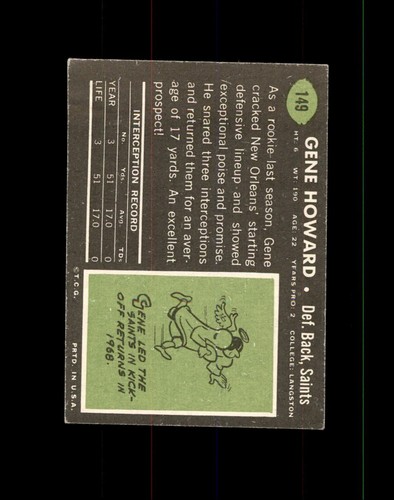 149
GENE HOWARD • Def. Back, Saints
HT. 6 WT: 190 AGE: 22 YEARS PRO: 2 COLLEGE: LANGSTON
As a rookie last season, Gene
cracked New Orleans' starting
defensive lineup and showed
exceptional poise and promise.
He snared three interceptions
and returned them for an aver-
age of 17 yards. An excellent
prospect!
INTERCEPTION RECORD
No. Yds. Avg. TDs
YEAR 3 51 17.0 0
LIFE 3 51 17.0 0
GENE LED THE
SAINTS IN KICK-
OFF RETURNS IN
1968.
© T.C.G. PRTD. IN U.S.A.